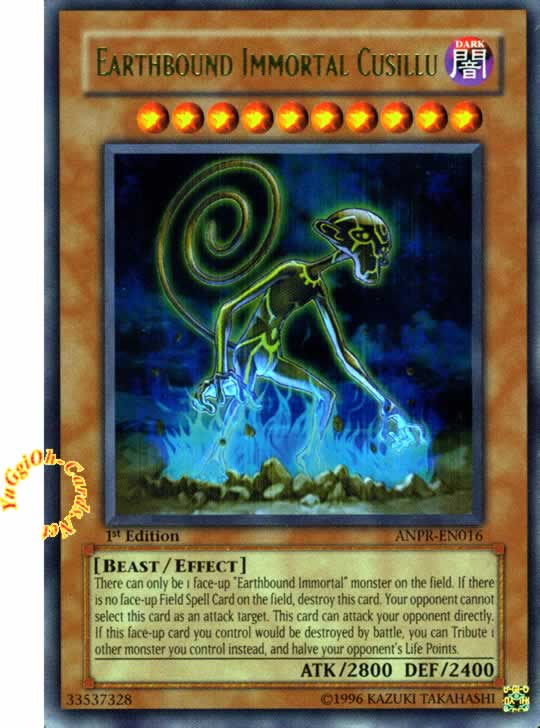 EARTHBOUND IMMORTAL CUSILLU
DARK
闇
YuGgiOh-Cards.Net
1st Edition
ANPR-EN016
[BEAST / EFFECT]
There can only be 1 face-up "Earthbound Immortal" monster on the field. If there
is no face-up Field Spell Card on the field, destroy this card. Your opponent cannot
select this card as an attack target. This card can attack your opponent directly.
If this face-up card you control would be destroyed by battle, you can Tribute 1
other monster you control instead, and halve your opponent's Life Points.
ATK/2800 DEF/2400
33537328
©1996 KAZUKI TAKAHASHI